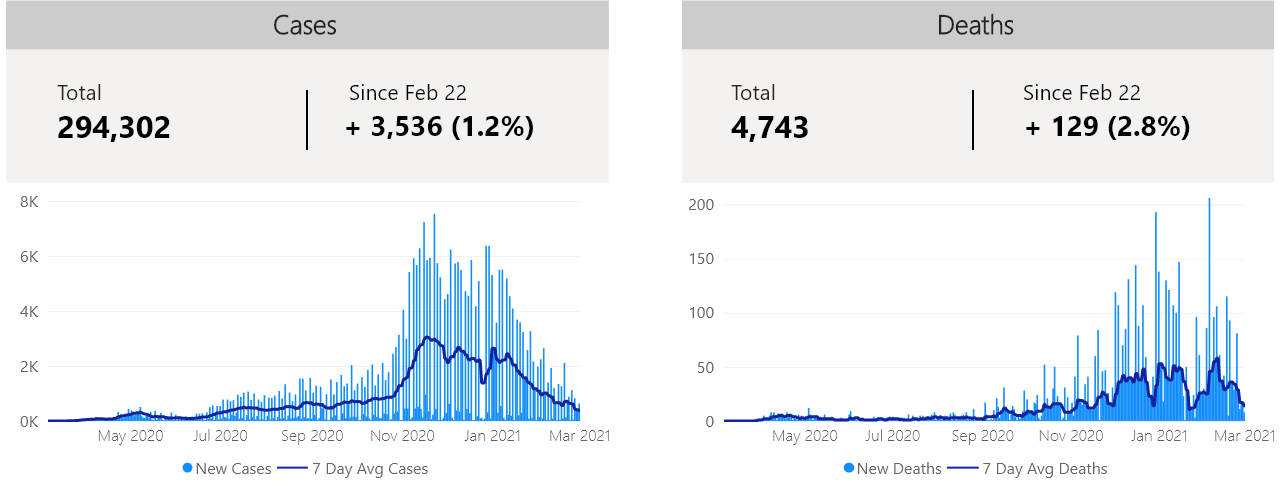 Cases
Total
294,302
Since Feb 22
+ 3,536 (1.2%)
8K
6K
4K
2K
0K
May 2020 Jul 2020 Sep 2020 Nov 2020 Jan 2021 Mar 2021
New Cases 7 Day Avg Cases
Deaths
Total
4,743
Since Feb 22
+ 129 (2.8%)
200
150
100
50
0
May 2020 Jul 2020 Sep 2020 Nov 2020 Jan 2021 Mar 2021
New Deaths 7 Day Avg Deaths